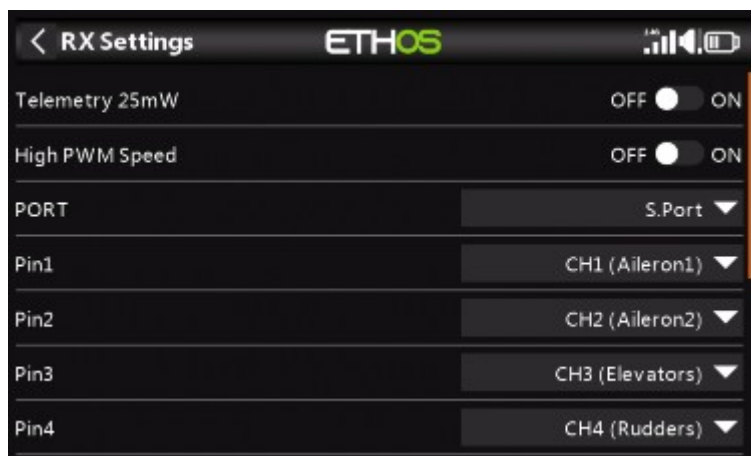 RX Settings ETHOS
Telemetry 25mW OFF ON
High PWM Speed OFF ON
PORT S.Port
Pin1 CH1 (Aileron1)
Pin2 CH2 (Aileron2)
Pin3 CH3 (Elevators)
Pin4 CH4 (Rudders)